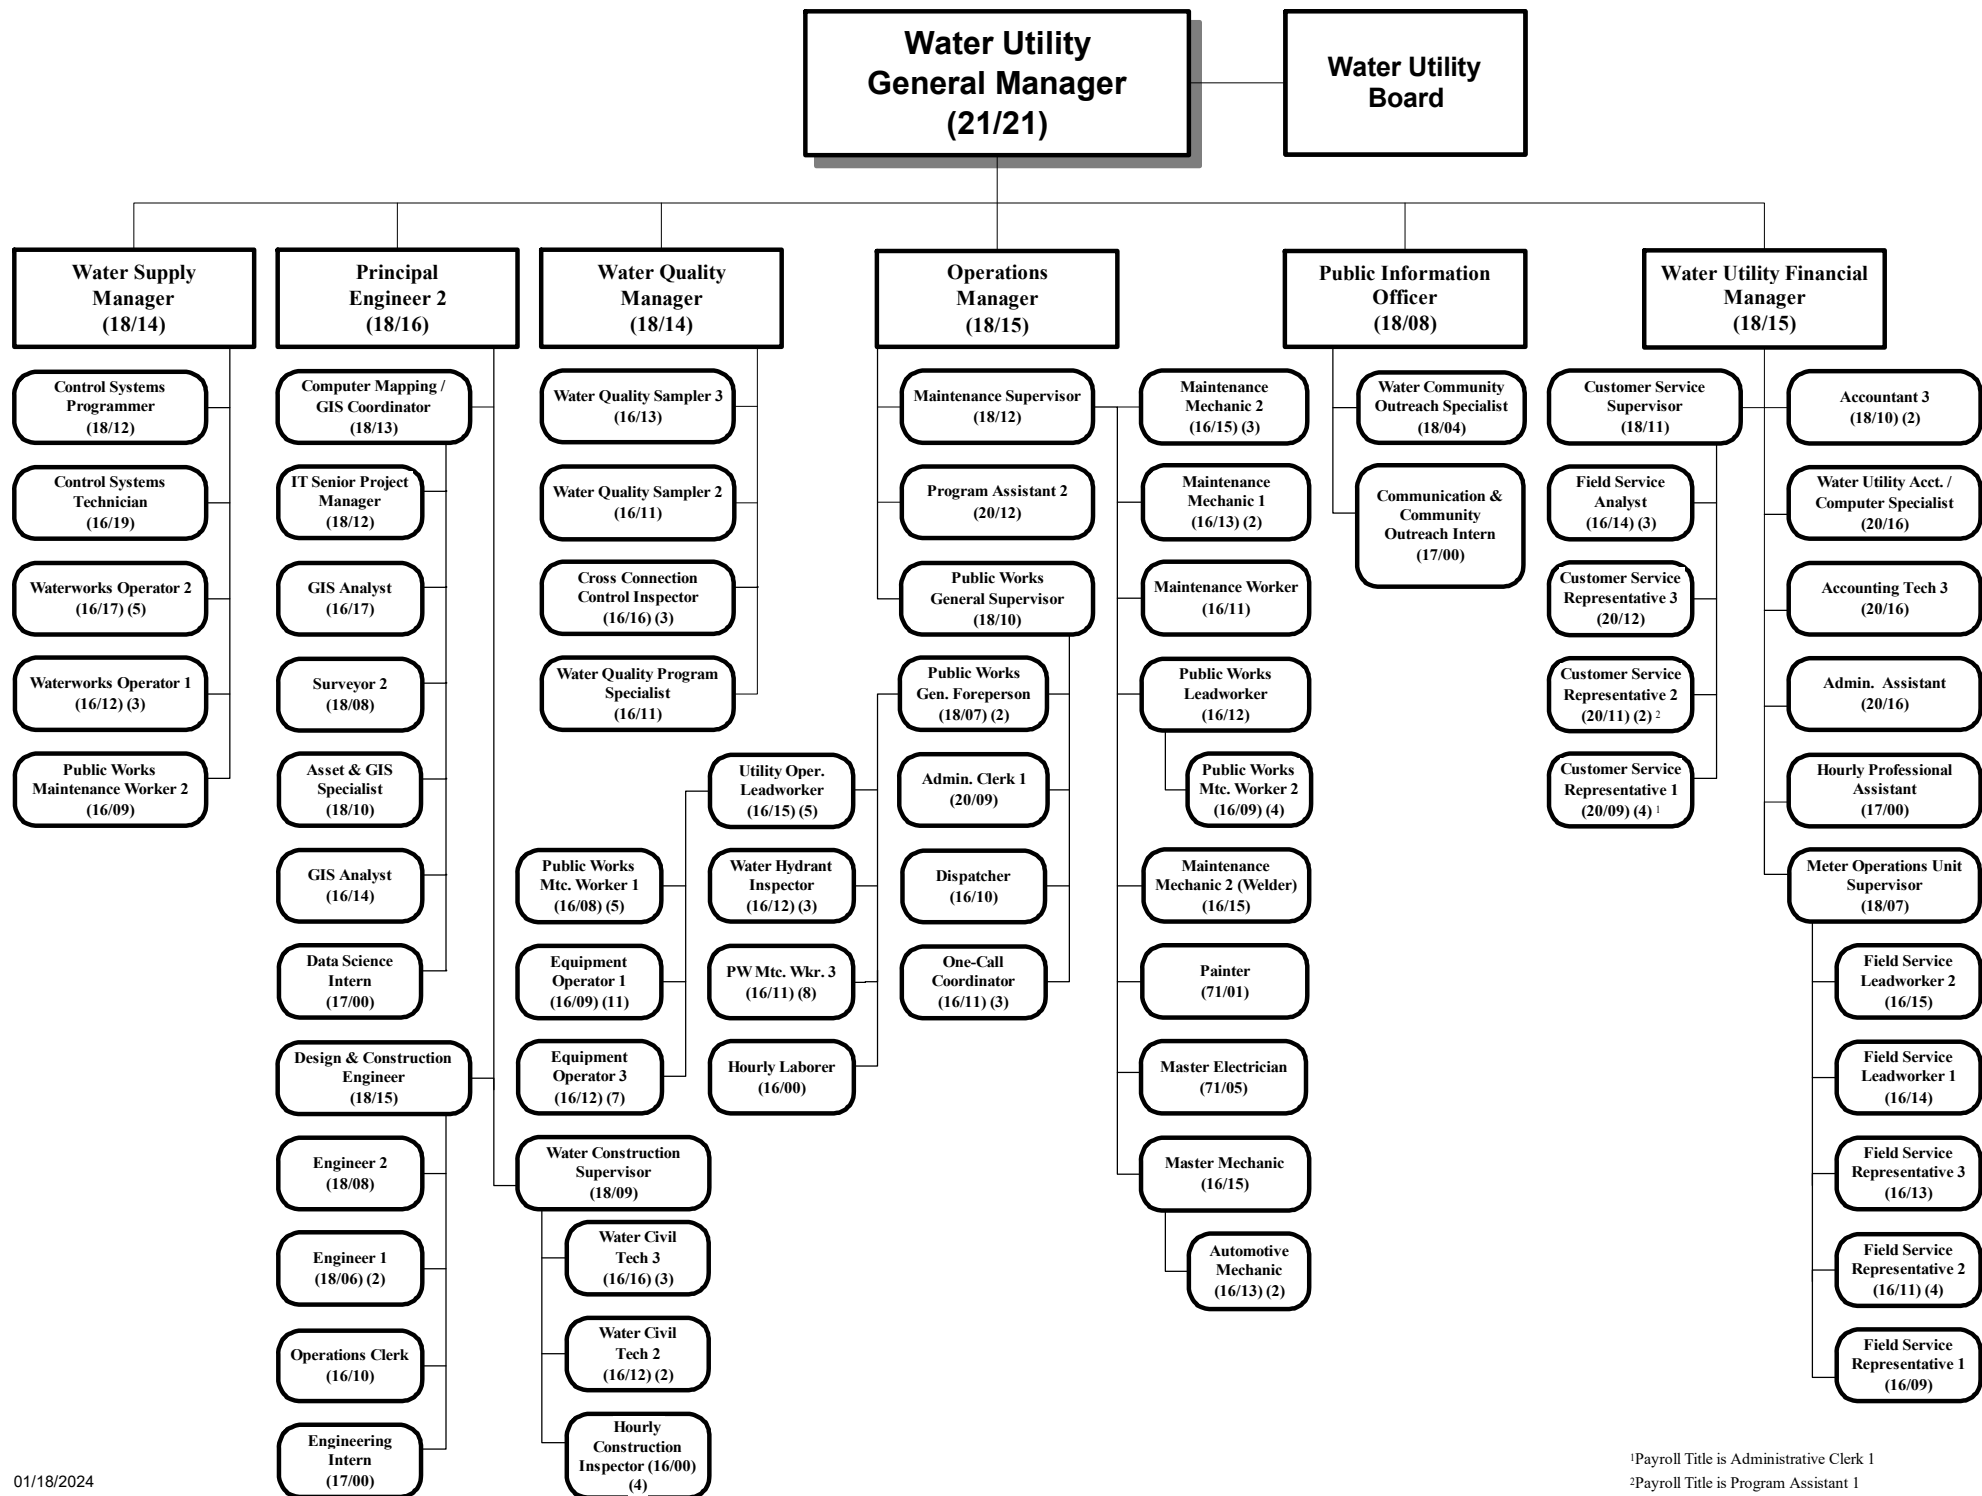 Water Utility
General Manager
(21/21)
Water Utility
Board
Water Supply
Manager
(18/14)
Principal
Engineer 2
(18/16)
Water Quality
Manager
(18/14)
Operations
Manager
(18/15)
Public Information
Officer
(18/08)
Water Utility Financial
Manager
(18/15)
Control Systems
Programmer
(18/12)
Control Systems
Technician
(16/19)
Waterworks Operator 2
(16/17) (5)
Waterworks Operator 1
(16/12) (3)
Public Works
Maintenance Worker 2
(16/09)
Computer Mapping /
GIS Coordinator
(18/13)
IT Senior Project
Manager
(18/12)
GIS Analyst
(16/17)
Surveyor 2
(18/08)
Asset & GIS
Specialist
(18/10)
GIS Analyst
(16/14)
Data Science
Intern
(17/00)
Design & Construction
Engineer
(18/15)
Engineer 2
(18/08)
Engineer 1
(18/06) (2)
Operations Clerk
(16/10)
Engineering
Intern
(17/00)
Water Construction
Supervisor
(18/09)
Water Civil
Tech 3
(16/16) (3)
Water Civil
Tech 2
(16/12) (2)
Hourly
Construction
Inspector (16/00)
(4)
Water Quality Sampler 3
(16/13)
Water Quality Sampler 2
(16/11)
Cross Connection
Control Inspector
(16/16) (3)
Water Quality Program
Specialist
(16/11)
Maintenance Supervisor
(18/12)
Program Assistant 2
(20/12)
Public Works
General Supervisor
(18/10)
Public Works
Gen. Foreperson
(18/07) (2)
Utility Oper.
Leadworker
(16/15) (5)
Public Works
Mtc. Worker 1
(16/08) (5)
Equipment
Operator 1
(16/09) (11)
Equipment
Operator 3
(16/12) (7)
Water Hydrant
Inspector
(16/12) (3)
PW Mtc. Wkr. 3
(16/11) (8)
Hourly Laborer
(16/00)
Admin. Clerk 1
(20/09)
Dispatcher
(16/10)
One-Call
Coordinator
(16/11) (3)
Maintenance
Mechanic 2
(16/15) (3)
Maintenance
Mechanic 1
(16/13) (2)
Maintenance Worker
(16/11)
Public Works
Leadworker
(16/12)
Public Works
Mtc. Worker 2
(16/09) (4)
Maintenance
Mechanic 2 (Welder)
(16/15)
Painter
(71/01)
Master Electrician
(71/05)
Master Mechanic
(16/15)
Automotive
Mechanic
(16/13) (2)
Water Community
Outreach Specialist
(18/04)
Communication &
Community
Outreach Intern
(17/00)
Customer Service
Supervisor
(18/11)
Field Service
Analyst
(16/14) (3)
Customer Service
Representative 3
(20/12)
Customer Service
Representative 2
(20/11) (2) 2
Customer Service
Representative 1
(20/09) (4) 1
Accountant 3
(18/10) (2)
Water Utility Acct. /
Computer Specialist
(20/16)
Accounting Tech 3
(20/16)
Admin. Assistant
(20/16)
Hourly Professional
Assistant
(17/00)
Meter Operations Unit
Supervisor
(18/07)
Field Service
Leadworker 2
(16/15)
Field Service
Leadworker 1
(16/14)
Field Service
Representative 3
(16/13)
Field Service
Representative 2
(16/11) (4)
Field Service
Representative 1
(16/09)
01/18/2024
1Payroll Title is Administrative Clerk 1
2Payroll Title is Program Assistant 1